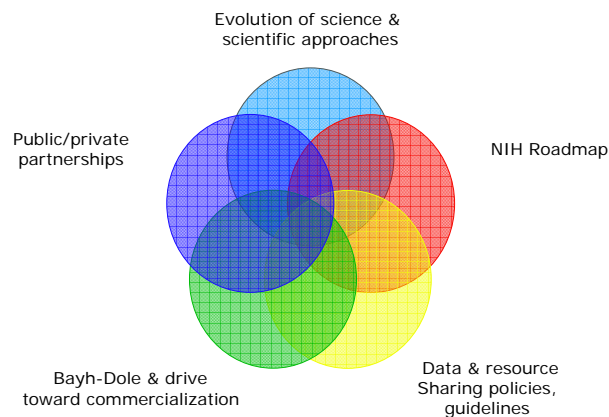 Evolution of science &
scientific approaches
Public/private
partnerships
NIH Roadmap
Bayh-Dole & drive
toward commercialization
Data & resource
Sharing policies,
guidelines